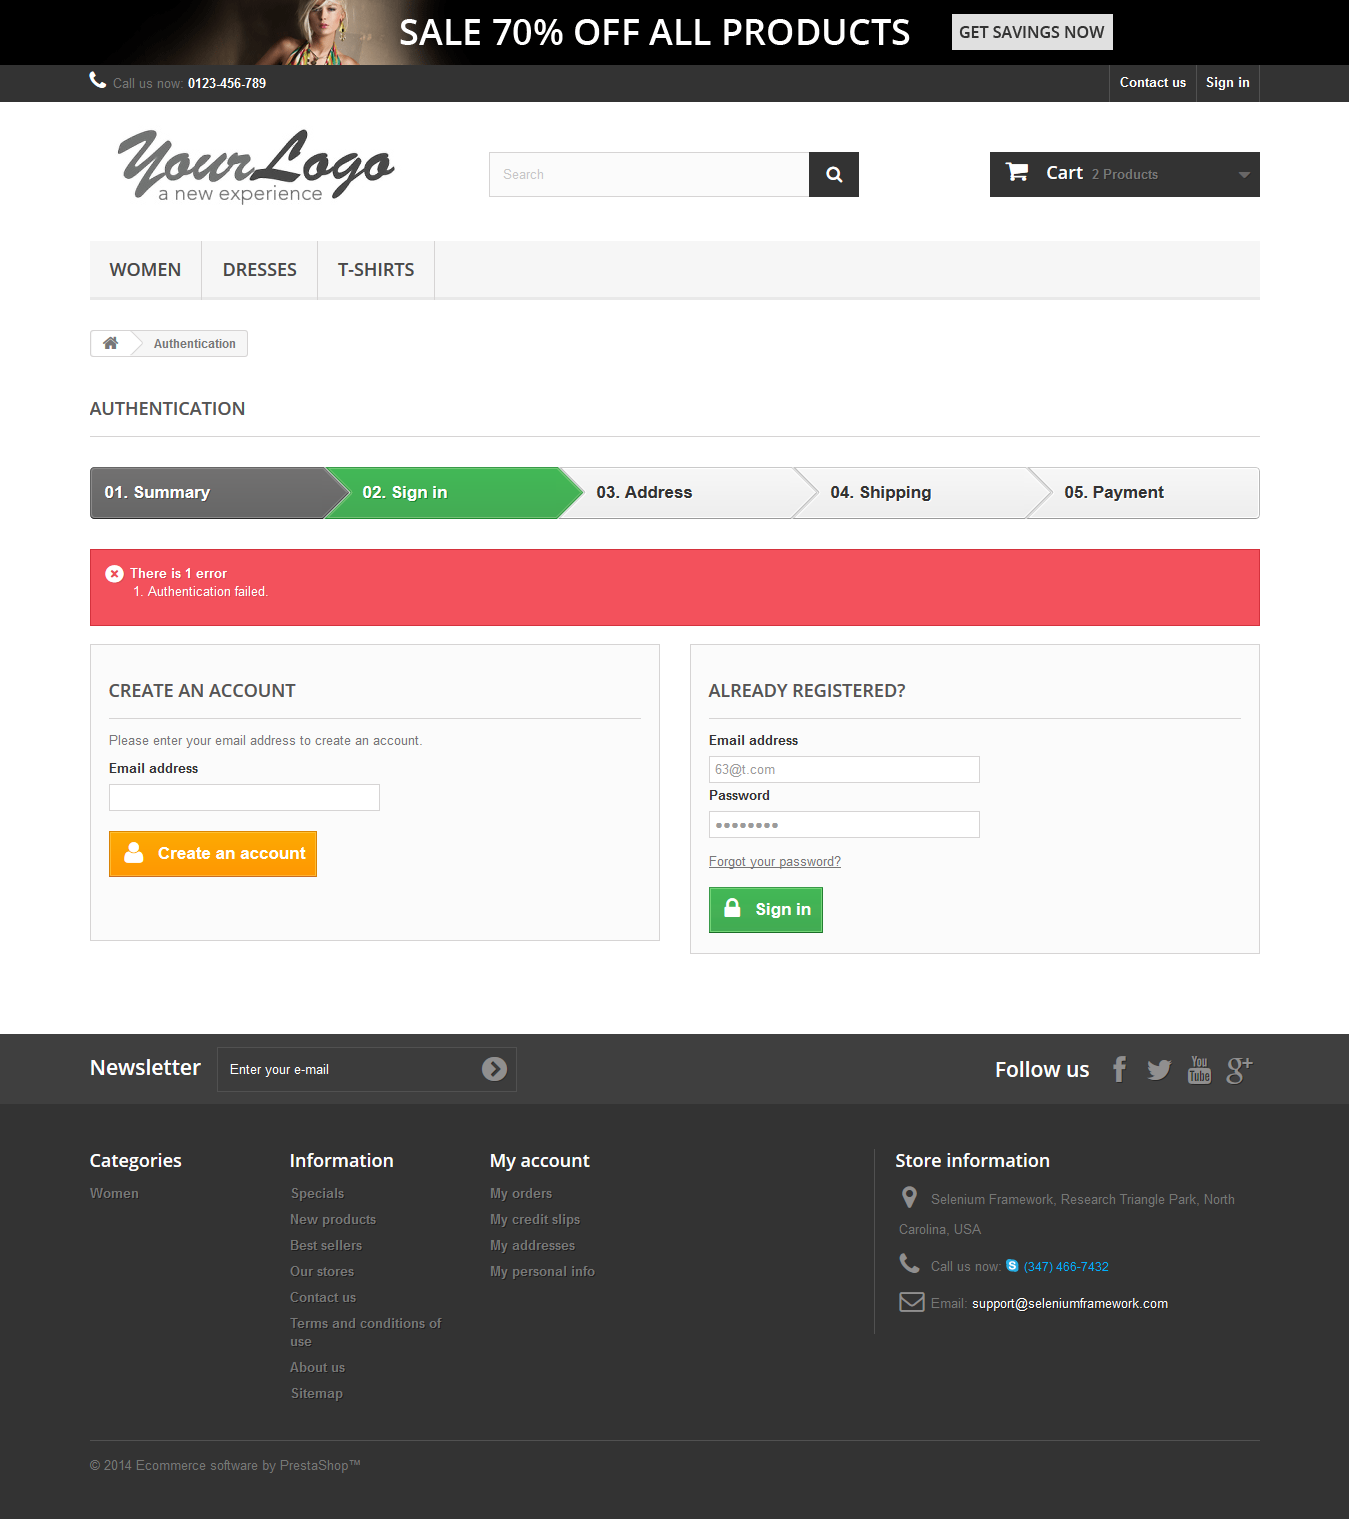 SALE 70% OFF ALL PRODUCTS GET SAVINGS NOW
Call us now: 0123-456-789 Contact us Sign in
YourLogo
a new experience
Search
Cart 2 Products
WOMEN DRESSES T-SHIRTS
Authentication
AUTHENTICATION
01. Summary 02. Sign in 03. Address 04. Shipping 05. Payment
There is 1 error
1. Authentication failed.
CREATE AN ACCOUNT
Please enter your email address to create an account.
Email address
Create an account
ALREADY REGISTERED?
Email address
63@t.com
Password
Forgot your password?
Sign in
Newsletter Enter your e-mail
Follow us You Tube g+
Categories
Women
Information
Specials
New products
Best sellers
Our stores
Contact us
Terms and conditions of
use
About us
Sitemap
My account
My orders
My credit slips
My addresses
My personal info
Store information
Selenium Framework, Research Triangle Park, North
Carolina, USA
Call us now: (347) 466-7432
Email: support@seleniumframework.com
© 2014 Ecommerce software by PrestaShop™